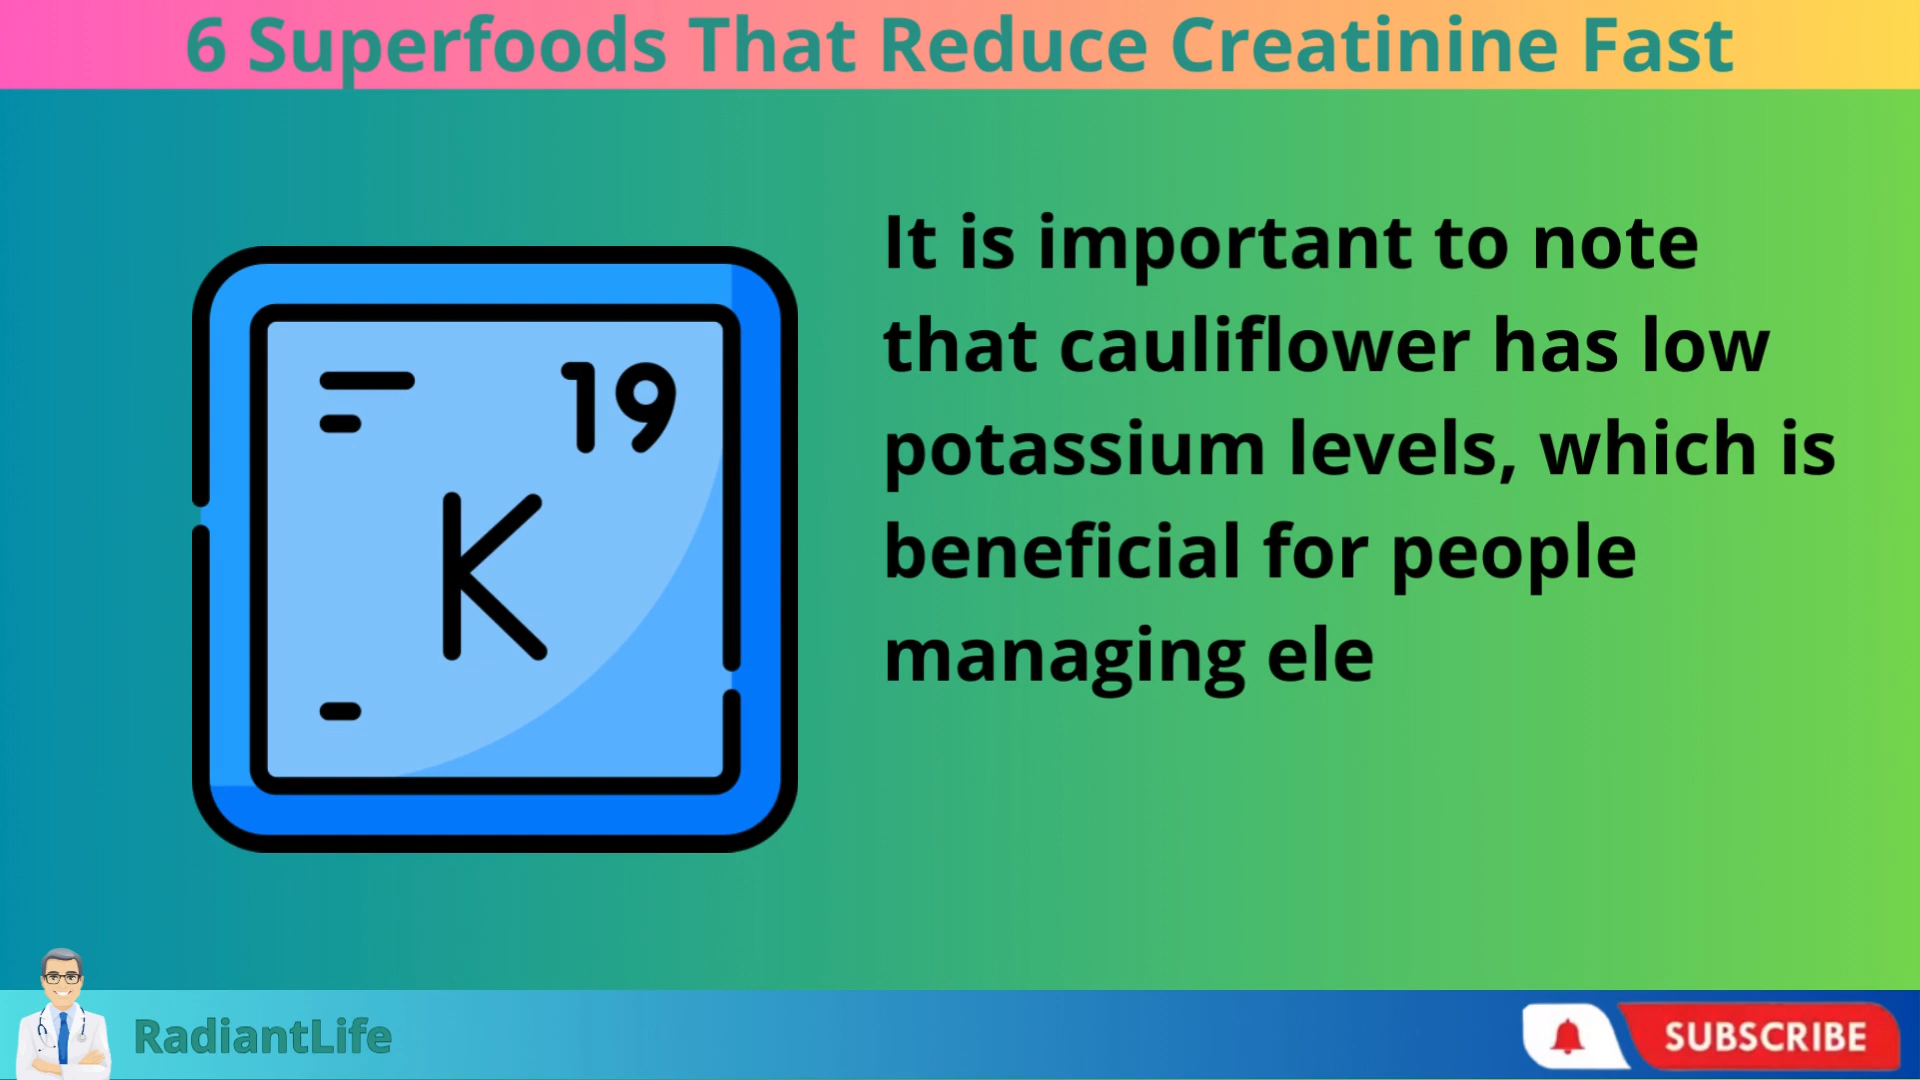 6 Superfoods That Reduce Creatinine Fast
19
K
It is important to note
that cauliflower has low
potassium levels, which is
beneficial for people
managing ele
RadiantLife
SUBSCRIBE